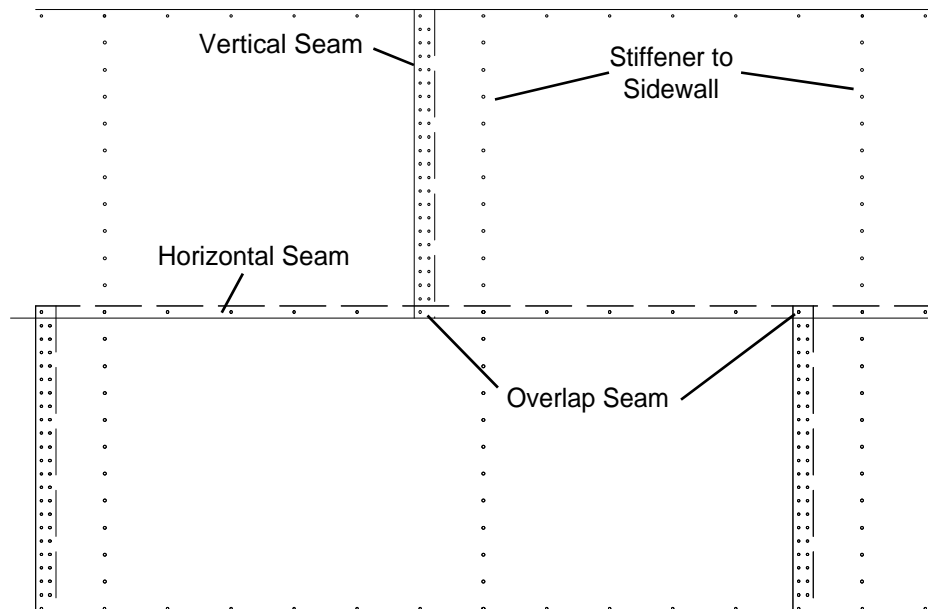 Vertical Seam
Stiffener to
Sidewall
Horizontal Seam
Overlap Seam